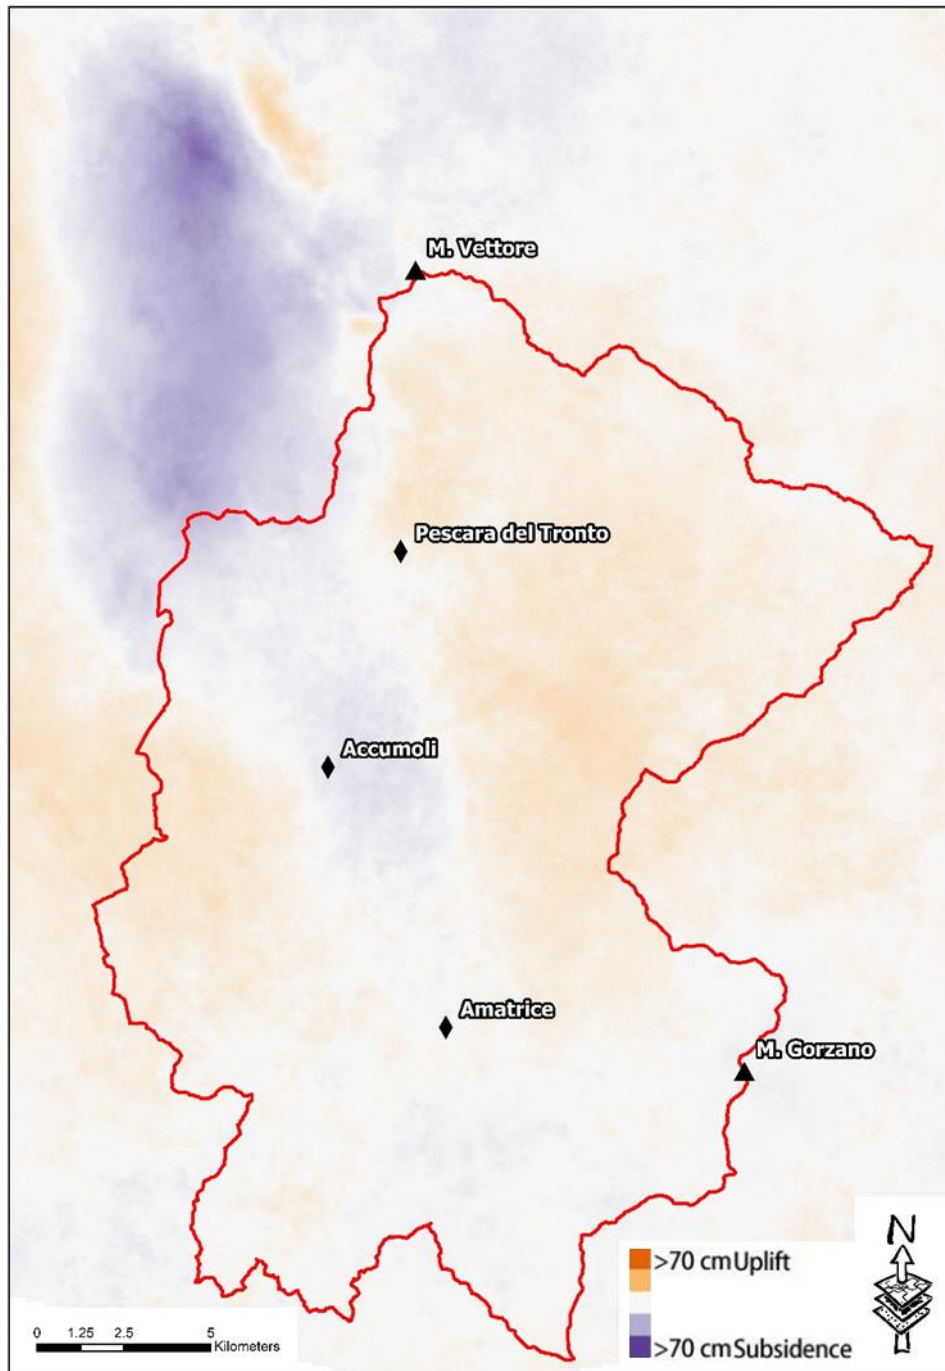 M. Vettore
Pescara del Tronto
Accumoli
Amatrice
M. Gorzano
N
>70 cm Uplift
>70 cm Subsidence
0 1.25 2.5 5
Kilometers